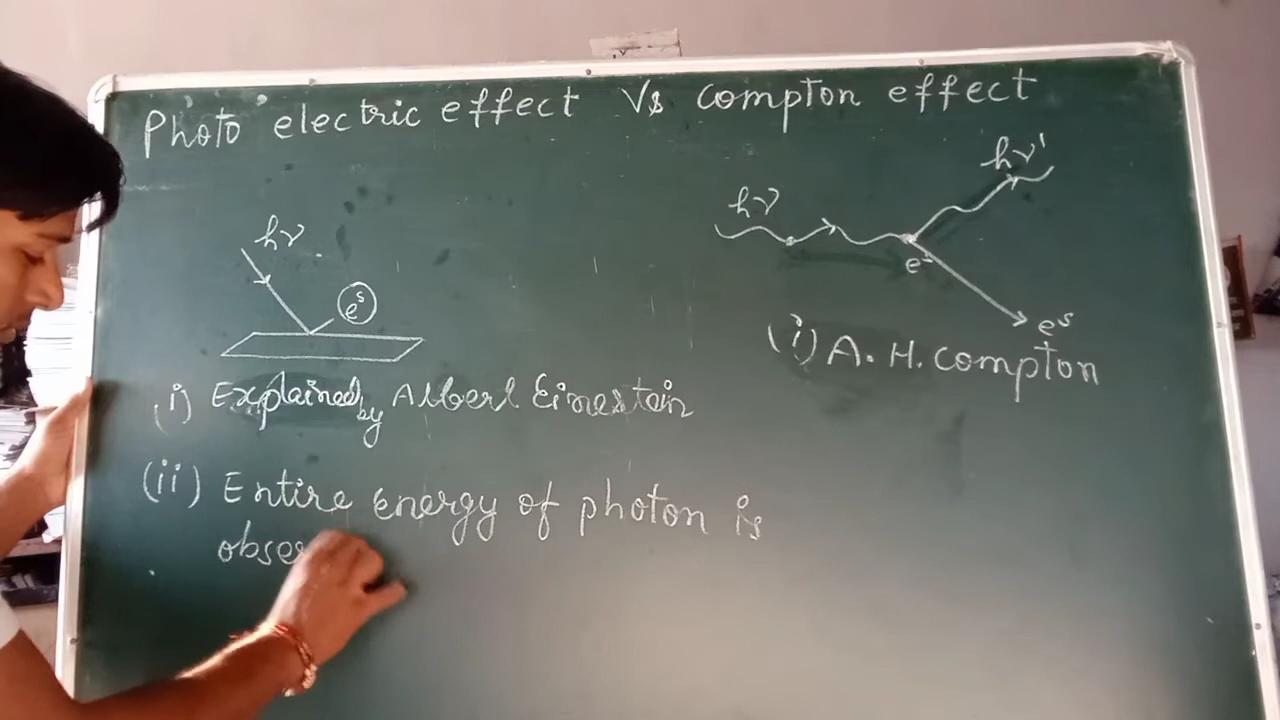 Photo electric effect Vs compton effect
hν
e^s
hν
hν'
e^s
e^s
(i) A. H. compton
(i) Explained by Albert Einestein
(ii) Entire energy of photon is
obser